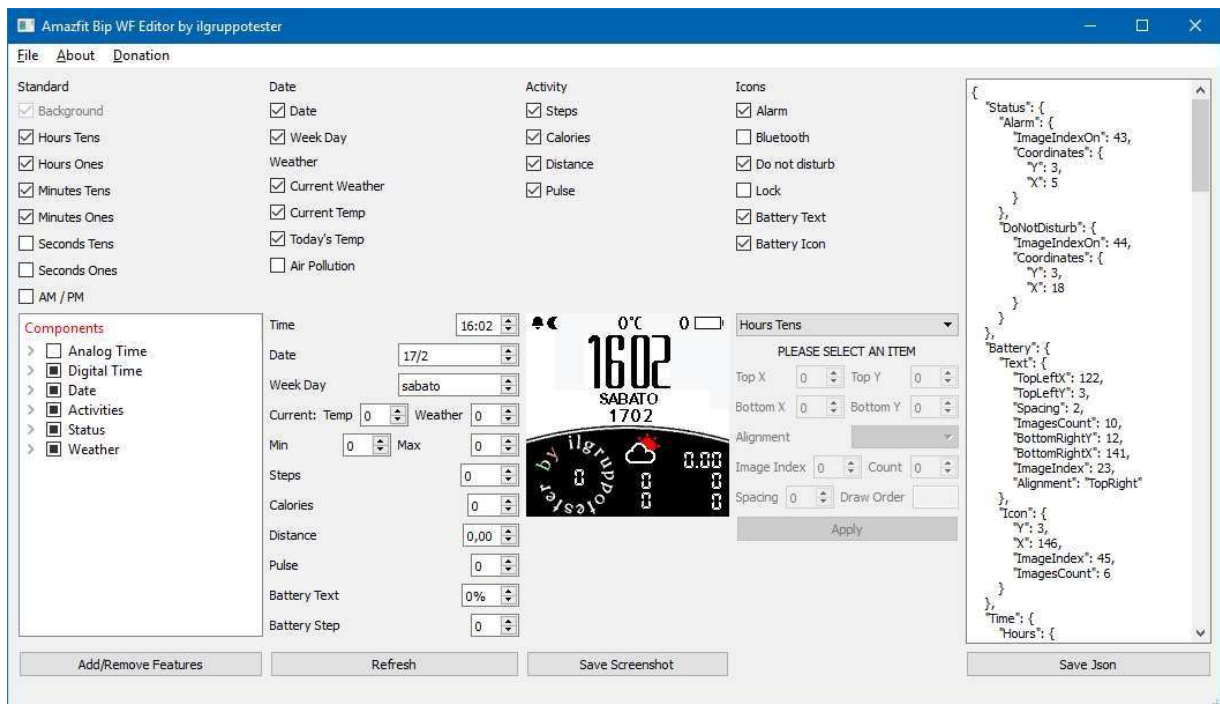 Amazfit Bip WF Editor by ilgruppotester
File About Donation
Standard
Background
Hours Tens
Hours Ones
Minutes Tens
Minutes Ones
Seconds Tens
Seconds Ones
AM / PM
Date
Date
Week Day
Weather
Current Weather
Current Temp
Today's Temp
Air Pollution
Activity
Steps
Calories
Distance
Pulse
Icons
Alarm
Bluetooth
Do not disturb
Lock
Battery Text
Battery Icon
Components
Analog Time
Digital Time
Date
Activities
Status
Weather
Time 16:02
Date 17/2
Week Day sabato
Current: Temp 0 Weather 0
Min 0 Max 0
Steps 0
Calories 0
Distance 0,00
Pulse 0
Battery Text 0%
Battery Step 0
0°C 0
1602
SABATO
1702
by ilgruppotester
0
0
0
0.00
0
0
Hours Tens
PLEASE SELECT AN ITEM
Top X 0 Top Y 0
Bottom X 0 Bottom Y 0
Alignment
Image Index 0 Count 0
Spacing 0 Draw Order
Apply
{
"Status": {
"Alarm": {
"ImageIndexOn": 43,
"Coordinates": {
"Y": 3,
"X": 5
}
},
"DoNotDisturb": {
"ImageIndexOn": 44,
"Coordinates": {
"Y": 3,
"X": 18
}
}
},
"Battery": {
"Text": {
"TopLeftX": 122,
"TopLeftY": 3,
"Spacing": 2,
"ImagesCount": 10,
"BottomRightY": 12,
"BottomRightX": 141,
"ImageIndex": 23,
"Alignment": "TopRight"
},
"Icon": {
"Y": 3,
"X": 146,
"ImageIndex": 45,
"ImagesCount": 6
}
},
"Time": {
"Hours": {
Add/Remove Features
Refresh
Save Screenshot
Save Json